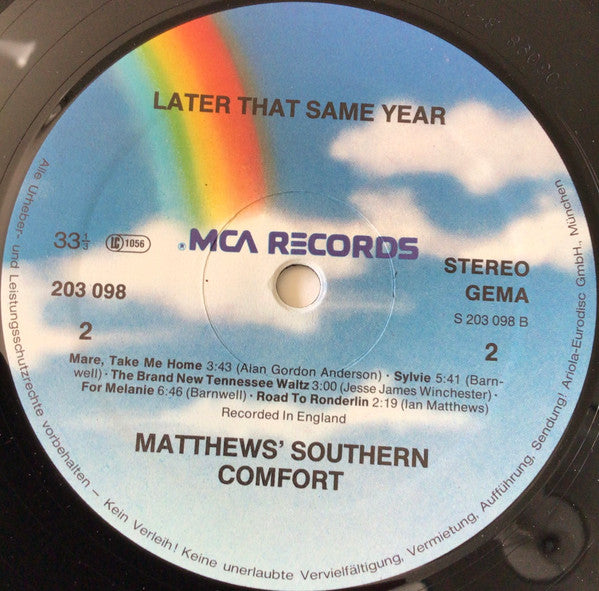 LATER THAT SAME YEAR
33 1/3 LC 1056
MCA RECORDS
STEREO
GEMA
203 098
S 203 098 B
2
2
Mare, Take Me Home 3:43 (Alan Gordon Anderson) · Sylvie 5:41 (Barn-
well) · The Brand New Tennessee Waltz 3:00 (Jesse James Winchester) ·
For Melanie 6:46 (Barnwell) · Road To Ronderlin 2:19 (Ian Matthews)
Recorded In England
MATTHEWS' SOUTHERN
COMFORT
Alle Urheber- und Leistungsschutzrechte vorbehalten – Kein Verleih! Keine unerlaubte Vervielfältigung, Vermietung, Aufführung, Sendung! Ariola-Eurodisc GmbH., München